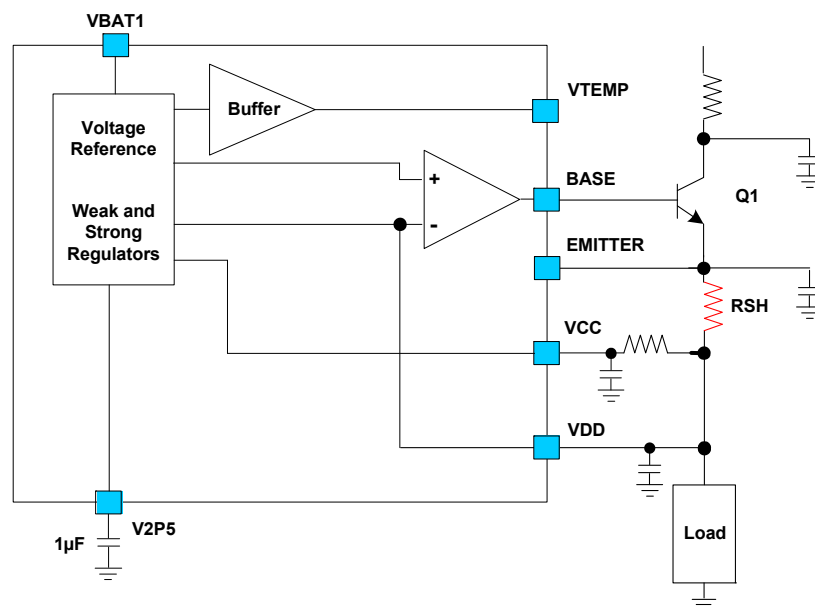 VBAT1
VTEMP
Buffer
Voltage
Reference
+
BASE
Q1
Weak and
Strong
Regulators
-
EMITTER
RSH
VCC
VDD
V2P5
1µF
Load